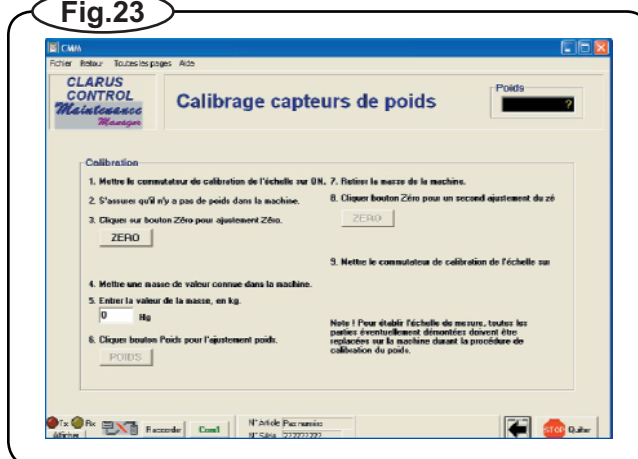 Fig.23
CMM
Fichier Retour Toutes les pages Aide
CLARUS
CONTROL
Maintenance
Manager
Calibrage capteurs de poids
Poids
?
Calibration
1. Mettre le commutateur de calibration de l'échelle sur ON.
2. S'assurer qu'il n'y a pas de poids dans la machine.
3. Cliquer sur bouton Zéro pour ajustement Zéro.
ZERO
4. Mettre une masse de valeur connue dans la machine.
5. Entrer la valeur de la masse, en kg.
0
6. Cliquer bouton Poids pour l'ajustement poids.
POIDS
7. Retirer la masse de la machine.
8. Cliquer bouton Zéro pour un second ajustement du zé
ZERO
9. Mettre le commutateur de calibration de l'échelle sur
Note ! Pour établir l'échelle de mesure, toutes les
parties éventuellement démontées doivent être
replacées sur la machine durant la procédure de
calibration du poids.
Tx Rx
Afficher
Raccorder
Com1
N° Article Pas numéro
N° Série ?????????
STOP Quitter